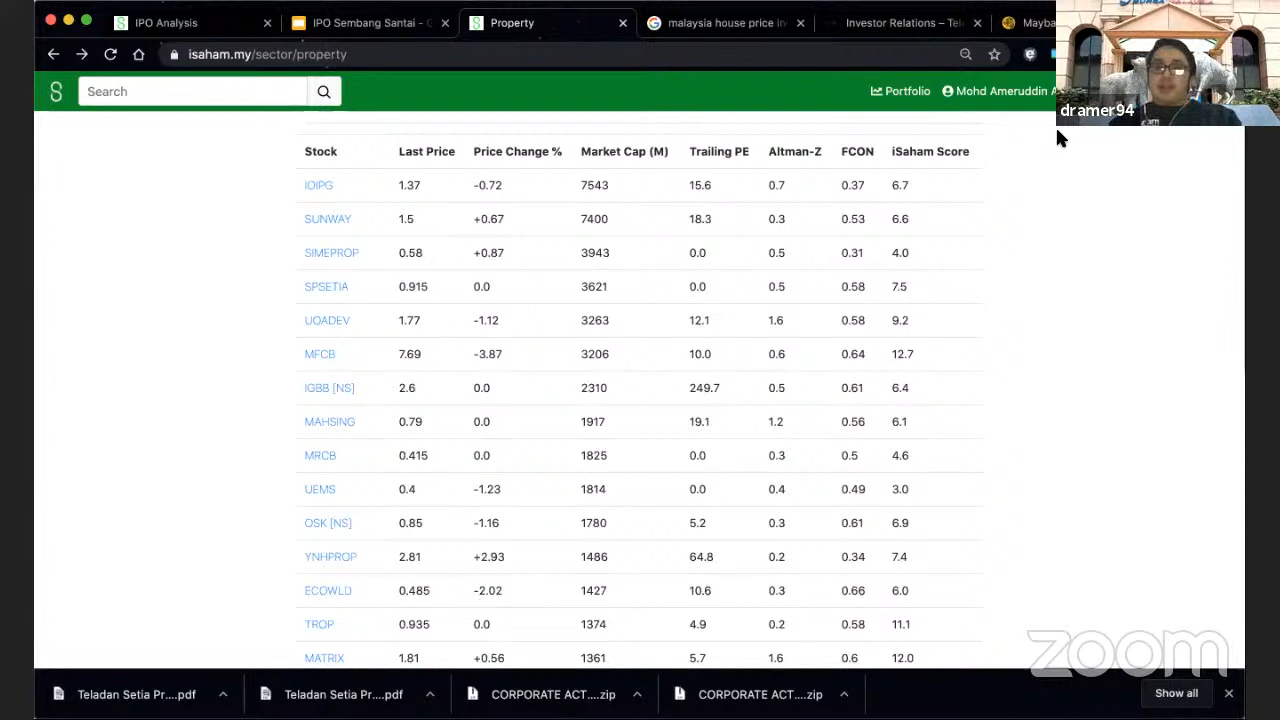 IPO Analysis
IPO Sembang Santai - G
Property
malaysia house price in
Investor Relations – Tel
Mayba
isaham.my/sector/property
Search
Portfolio
Mohd Ameruddin A
dramer94
Stock Last Price Price Change % Market Cap (M) Trailing PE Altman-Z FCON iSaham Score
IOIPG 1.37 -0.72 7543 15.6 0.7 0.37 6.7
SUNWAY 1.5 +0.67 7400 18.3 0.3 0.53 6.6
SIMEPROP 0.58 +0.87 3943 0.0 0.5 0.31 4.0
SPSETIA 0.915 0.0 3621 0.0 0.5 0.58 7.5
UOADEV 1.77 -1.12 3263 12.1 1.6 0.58 9.2
MFCB 7.69 -3.87 3206 10.0 0.6 0.64 12.7
IGBB [NS] 2.6 0.0 2310 249.7 0.5 0.61 6.4
MAHSING 0.79 0.0 1917 19.1 1.2 0.56 6.1
MRCB 0.415 0.0 1825 0.0 0.3 0.5 4.6
UEMS 0.4 -1.23 1814 0.0 0.4 0.49 3.0
OSK [NS] 0.85 -1.16 1780 5.2 0.3 0.61 6.9
YNHPROP 2.81 +2.93 1486 64.8 0.2 0.34 7.4
ECOWLD 0.485 -2.02 1427 10.6 0.3 0.66 6.0
TROP 0.935 0.0 1374 4.9 0.2 0.58 11.1
MATRIX 1.81 +0.56 1361 5.7 1.6 0.6 12.0
zoom
Teladan Setia Pr....pdf
Teladan Setia Pr....pdf
CORPORATE ACT....zip
CORPORATE ACT....zip
Show all